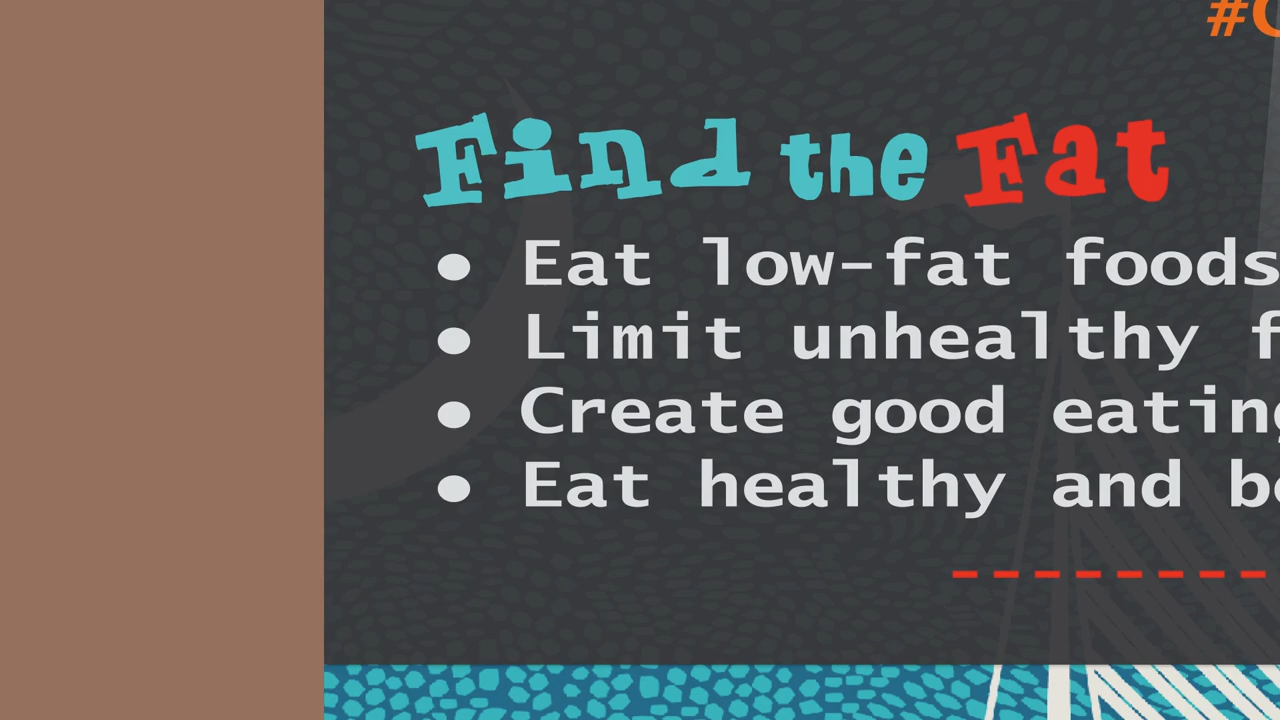 Find the Fat
• Eat low-fat foods
• Limit unhealthy
• Create good
• Eat healthy and